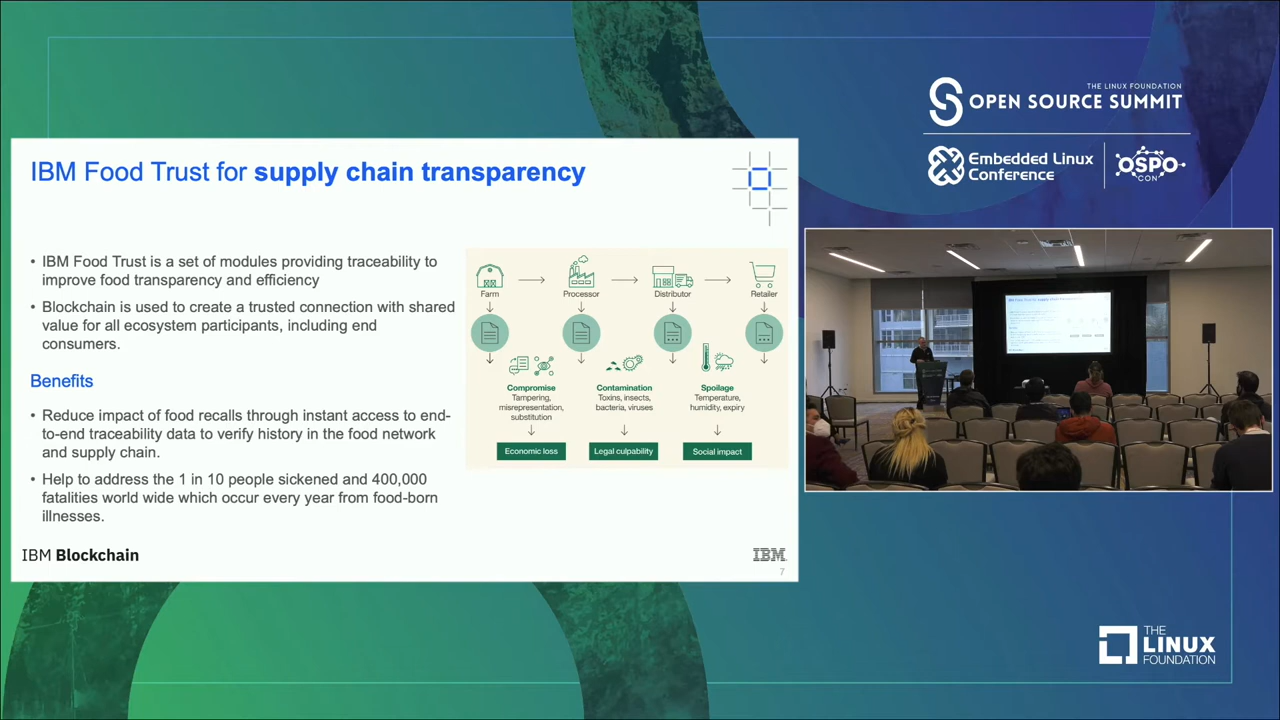 THE LINUX FOUNDATION
OPEN SOURCE SUMMIT
Embedded Linux
Conference
OSPO
CON
IBM Food Trust for supply chain transparency
• IBM Food Trust is a set of modules providing traceability to
improve food transparency and efficiency
• Blockchain is used to create a trusted connection with shared
value for all ecosystem participants, including end
consumers.
Benefits
• Reduce impact of food recalls through instant access to end-
to-end traceability data to verify history in the food network
and supply chain.
• Help to address the 1 in 10 people sickened and 400,000
fatalities world wide which occur every year from food-born
illnesses.
Farm
Processor
Distributor
Retailer
Compromise
Tampering,
misrepresentation,
substitution
Contamination
Toxins, insects,
bacteria, viruses
Spoilage
Temperature,
humidity, expiry
Economic loss
Legal culpability
Social impact
IBM Blockchain
IBM
7
THE
LINUX
FOUNDATION